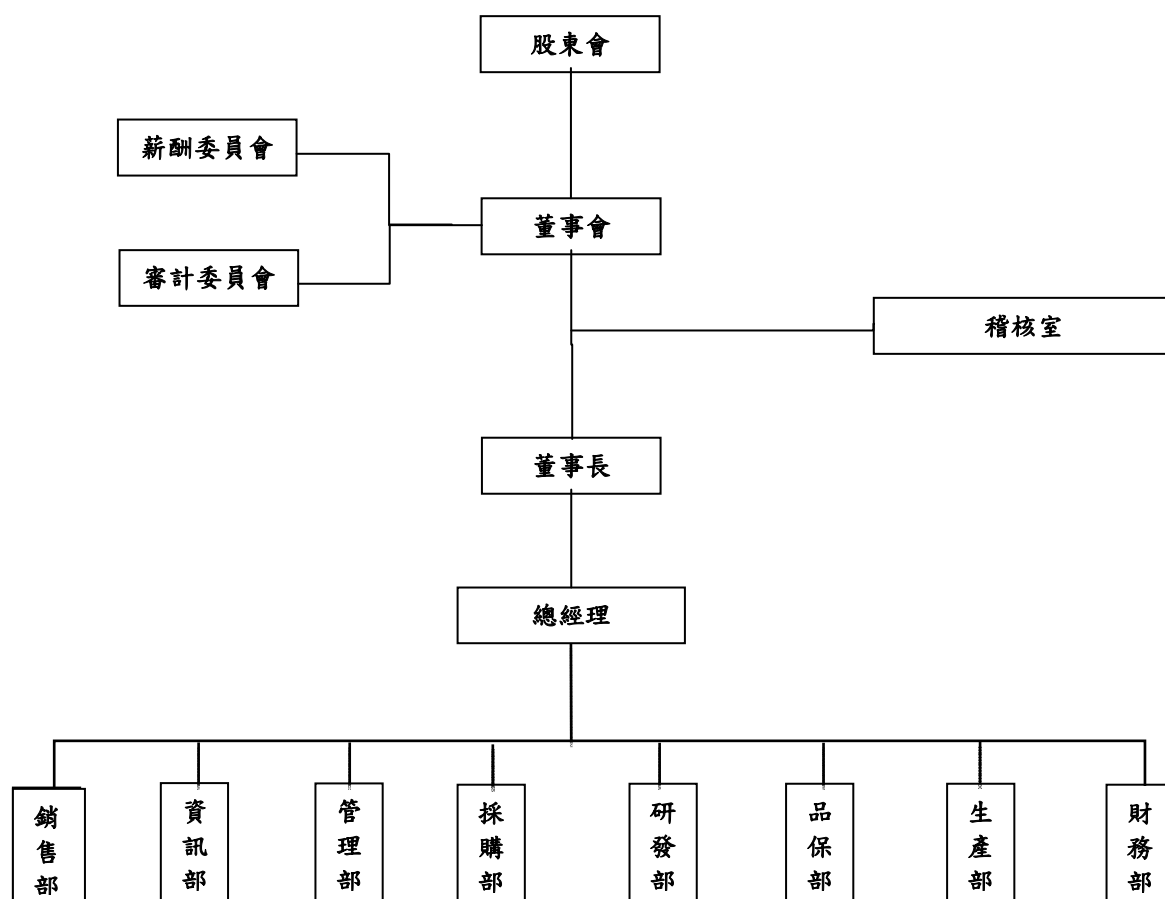 股東會
薪酬委員會
董事會
審計委員會
稽核室
董事長
總經理
銷售部
資訊部
管理部
採購部
研發部
品保部
生產部
財務部